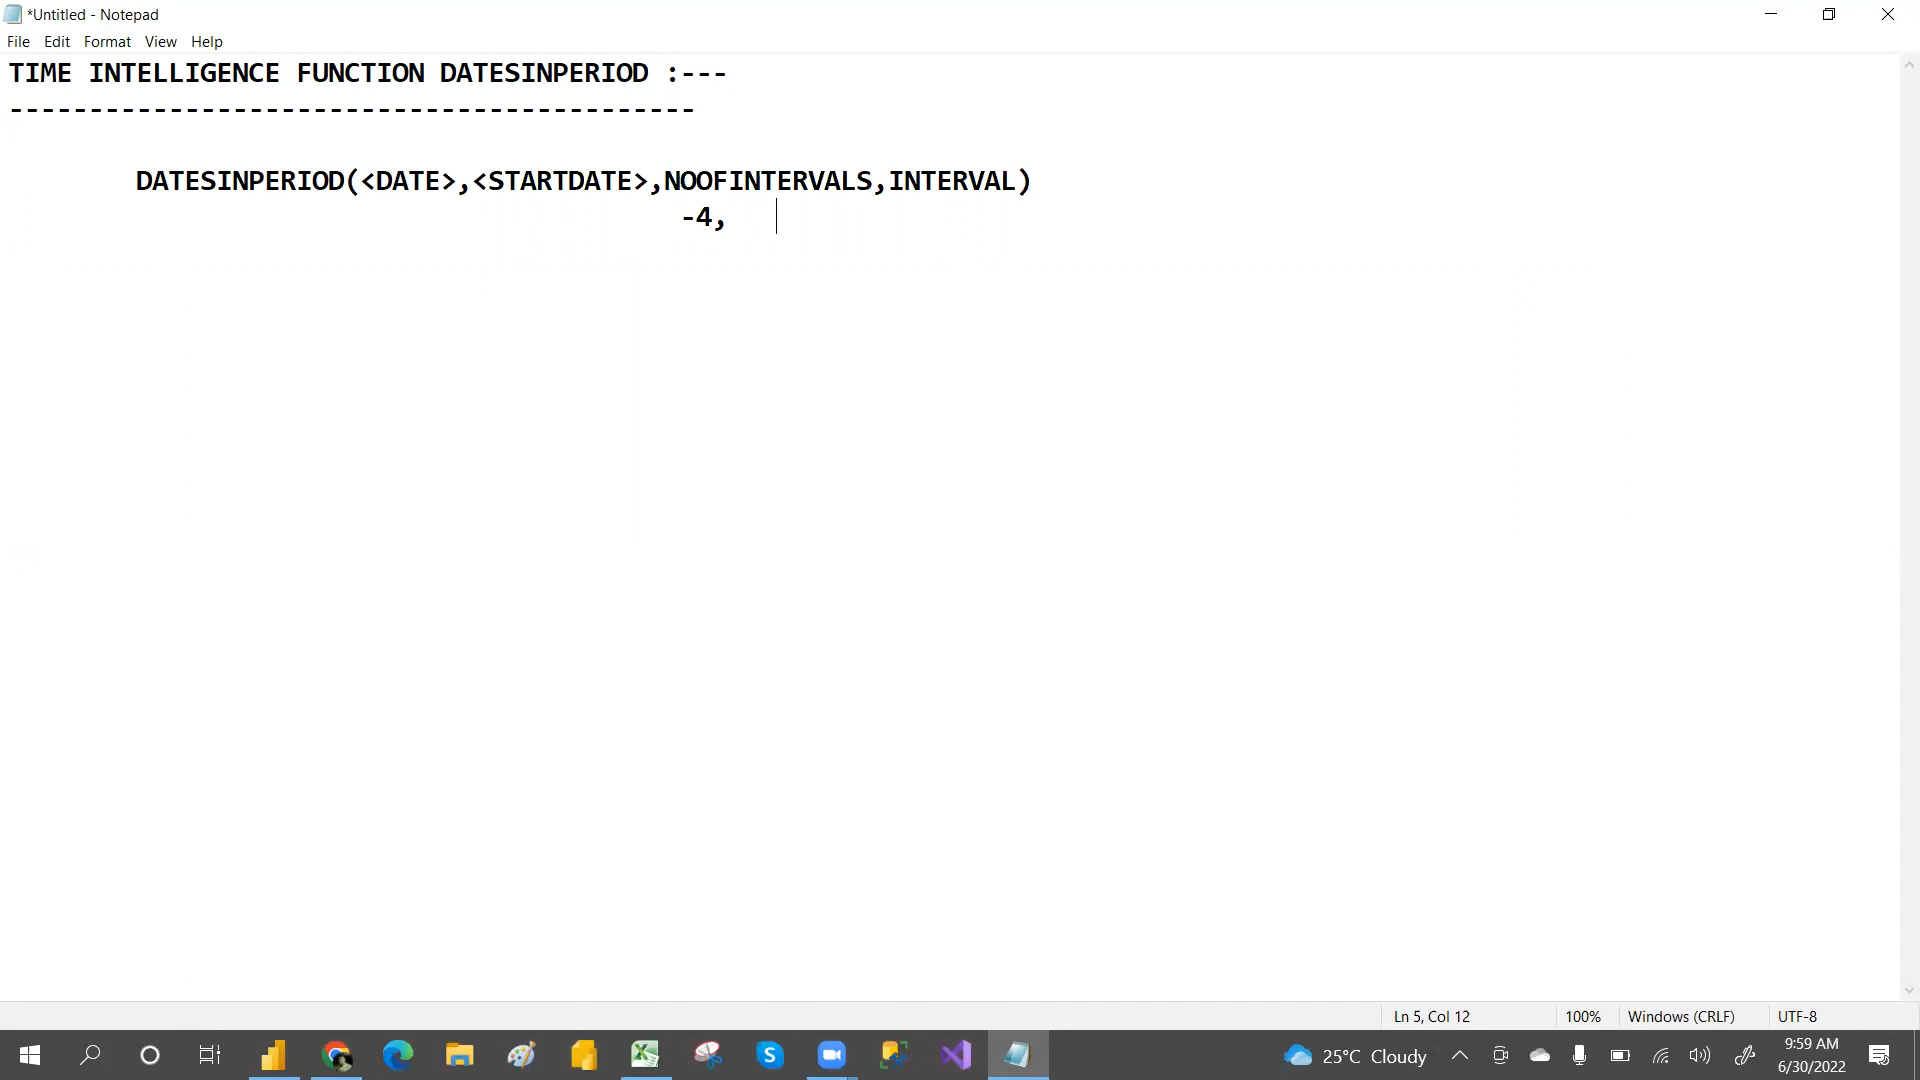 *Untitled - Notepad
File Edit Format View Help
TIME INTELLIGENCE FUNCTION DATESINPERIOD :---
-------------------------------------------
DATESINPERIOD(<DATE>,<STARTDATE>,NOOFINTERVALS,INTERVAL)
-4,
Ln 5, Col 12 100% Windows (CRLF) UTF-8
25°C Cloudy
9:59 AM
6/30/2022